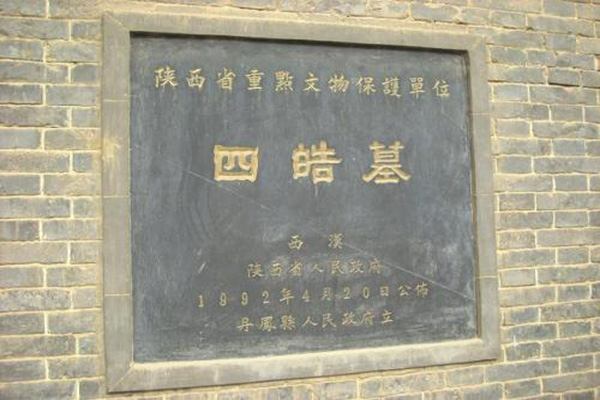 陝西省重點文物保護單位
四皓墓
西漢
陝西省人民政府
1992年4月20日公佈
丹鳳縣人民政府立